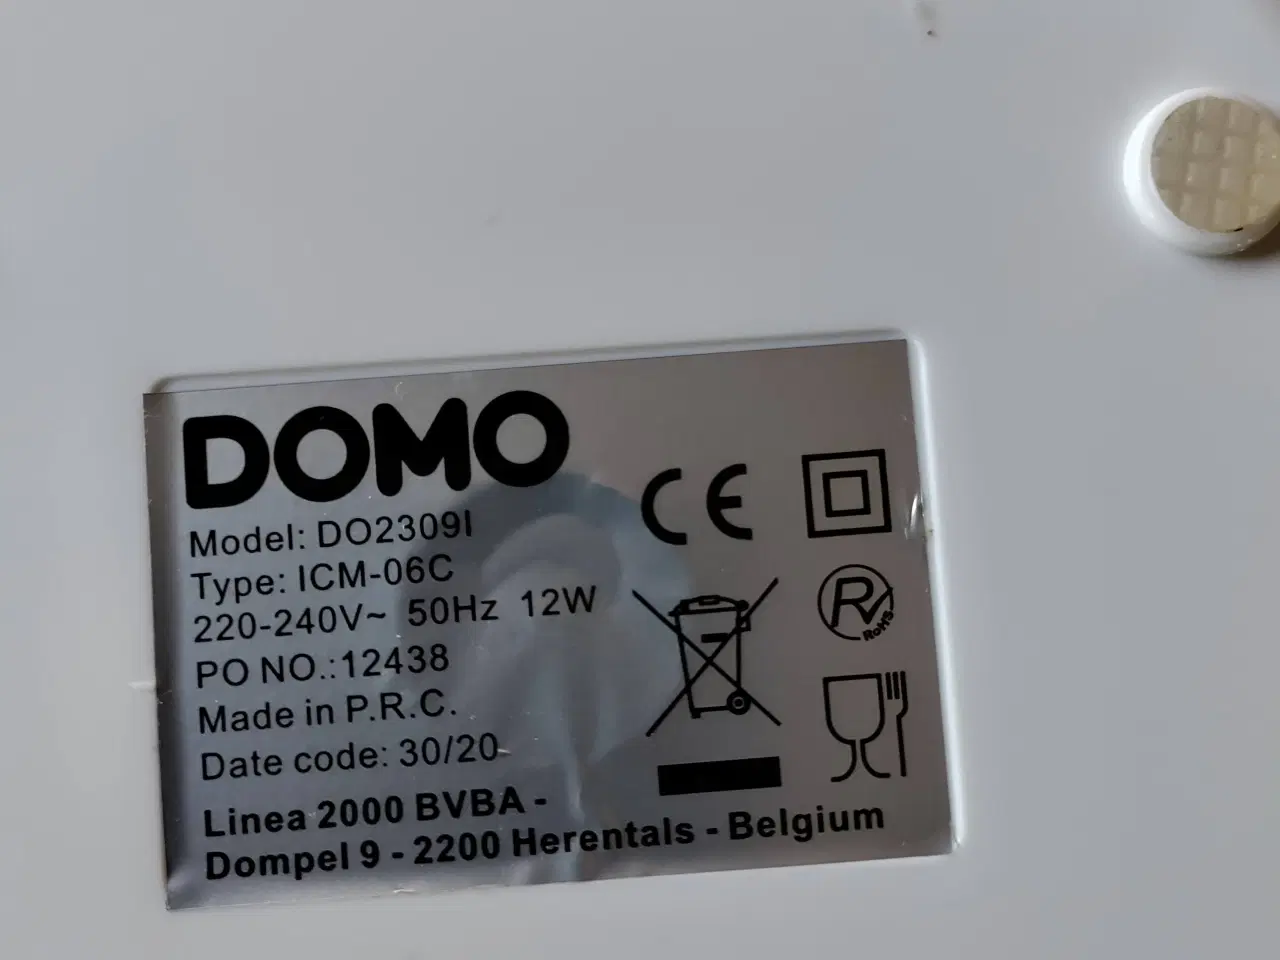 DOMO
Model: DO2309I
Type: ICM-06C
220-240V~ 50Hz 12W
PO NO.:12438
Made in P.R.C.
Date code: 30/20
Linea 2000 BVBA -
Dompel 9 - 2200 Herentals - Belgium
CE
RoHS